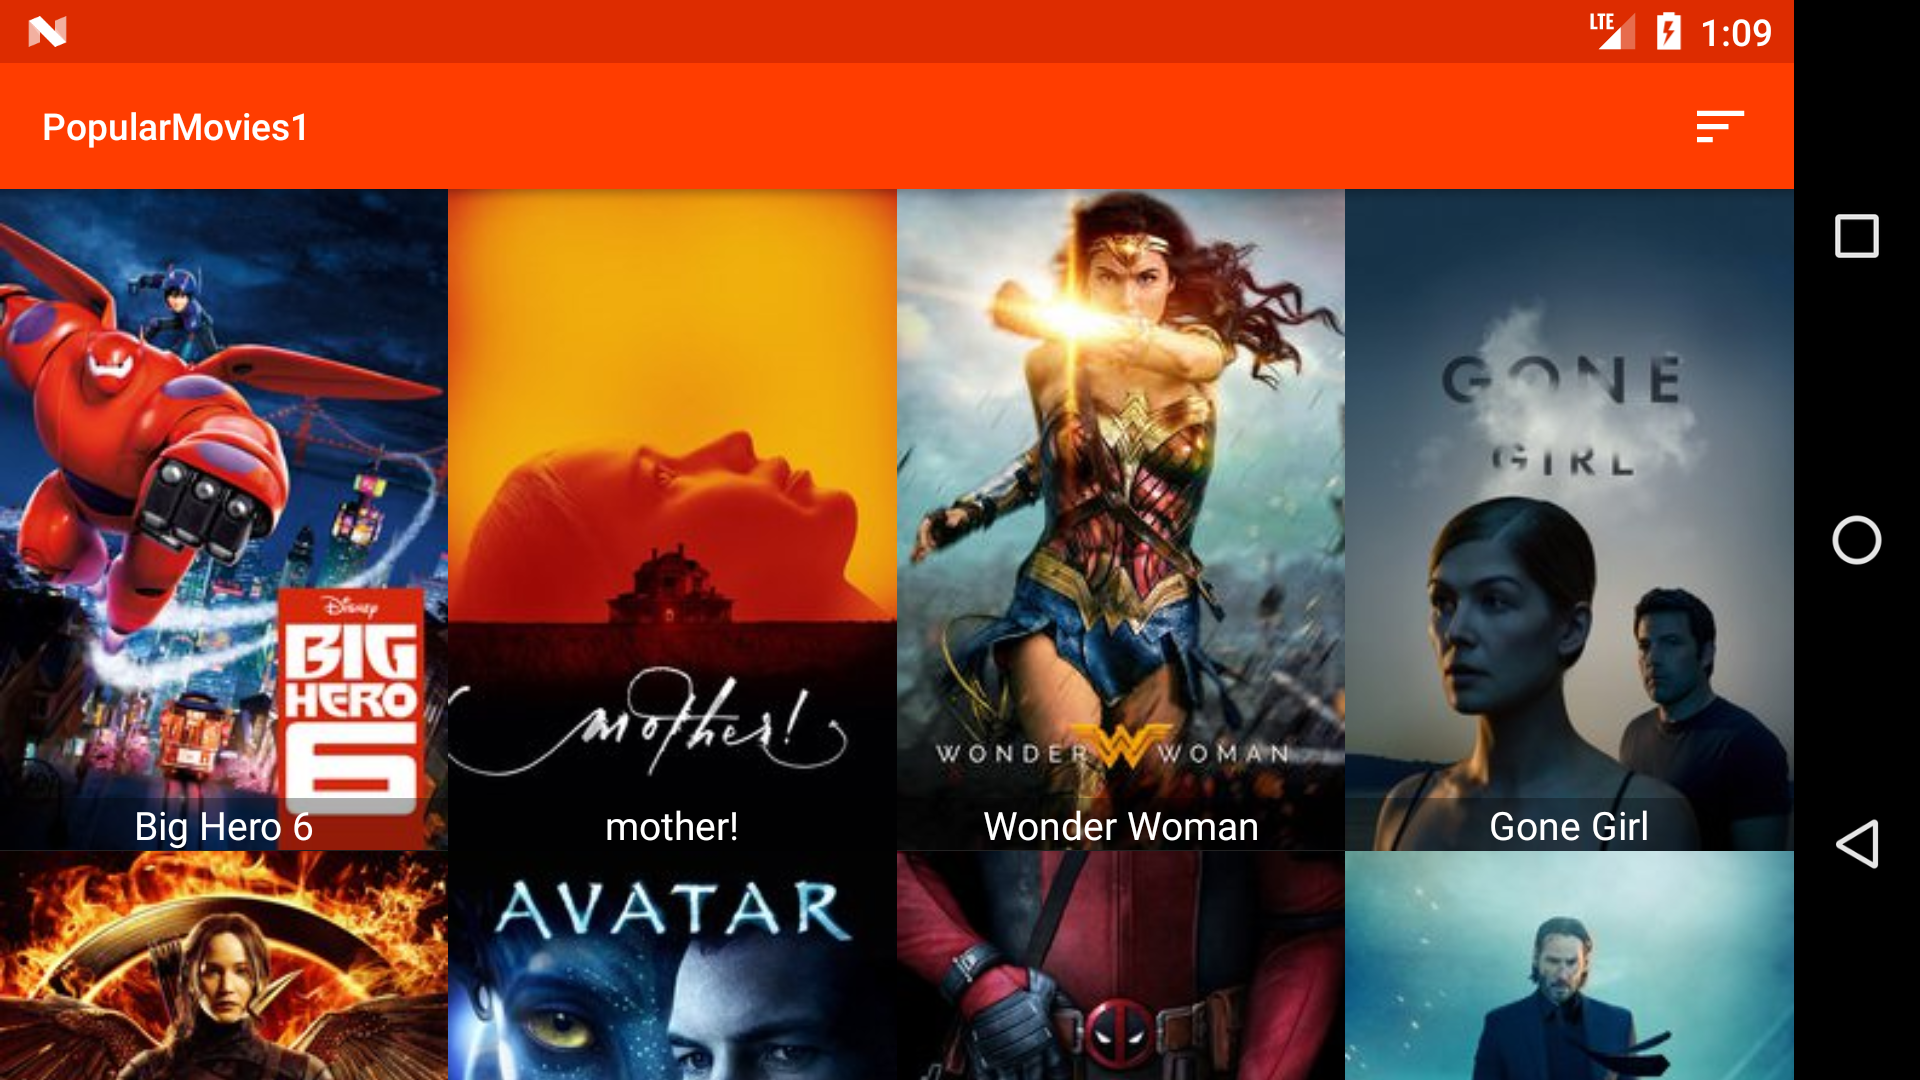 LTE 1:09
PopularMovies1
GONE
GIRL
Disney
BIG
HERO
6
mother!
WONDER WOMAN
Big Hero 6
mother!
Wonder Woman
Gone Girl
AVATAR